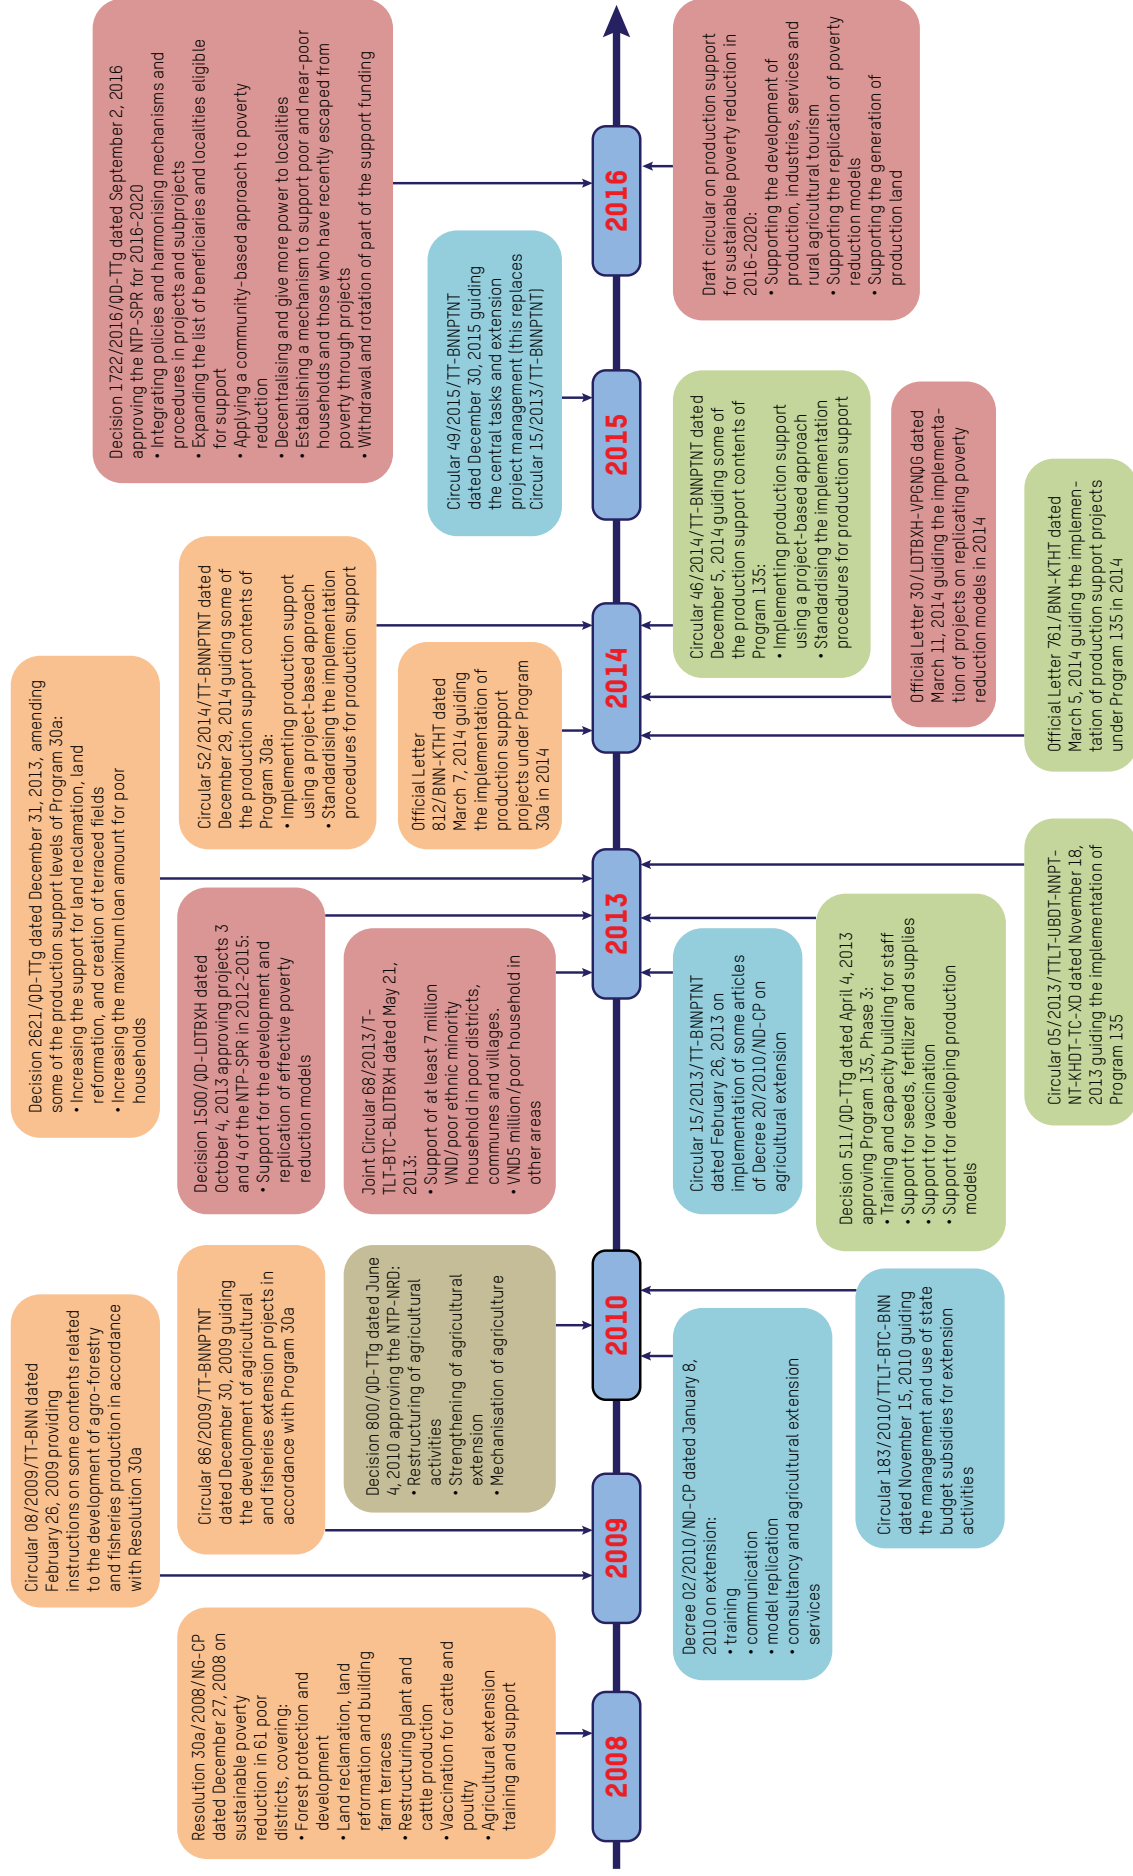 Resolution 30a/2008/NG-CP
dated December 27, 2008 on
sustainable poverty
reduction in 61 poor
districts, covering:
• Forest protection and
development
• Land reclamation, land
reformation and building
farm terraces
• Restructuring plant and
cattle production
• Vaccination for cattle and
poultry
• Agricultural extension
training and support
Circular 08/2009/TT-BNN dated
February 26, 2009 providing
instructions on some contents related
to the development of agro-forestry
and fisheries production in accordance
with Resolution 30a
Circular 86/2009/TT-BNNPTNT
dated December 30, 2009 guiding
the development of agricultural
and fisheries extension projects in
accordance with Program 30a
Decision 800/QD-TTg dated June
4, 2010 approving the NTP-NRD:
• Restructuring of agricultural
activities
• Strengthening of agricultural
extension
• Mechanisation of agriculture
Decision 2621/QD-TTg dated December 31, 2013, amending
some of the production support levels of Program 30a:
• Increasing the support for land reclamation, land
reformation, and creation of terraced fields
• Increasing the maximum loan amount for poor
households
Decision 1500/QD-LDTBXH dated
October 4, 2013 approving projects 3
and 4 of the NTP-SPR in 2012-2015:
• Support for the development and
replication of effective poverty
reduction models
Joint Circular 68/2013/T-
TLT-BTC-BLDTBXH dated May 21,
2013:
• Support of at least 7 million
VND/poor ethnic minority
household in poor districts,
communes and villages.
• VND5 million/poor household in
other areas
Circular 52/2014/TT-BNNPTNT dated
December 29, 2014 guiding some of
the production support contents of
Program 30a:
• Implementing production support
using a project-based approach
• Standardising the implementation
procedures for production support
Official Letter
812/BNN-KTHT dated
March 7, 2014 guiding
the implementation of
production support
projects under Program
30a in 2014
Decision 1722/2016/QD-TTg dated September 2, 2016
approving the NTP-SPR for 2016-2020
• Integrating policies and harmonising mechanisms and
procedures in projects and subprojects
• Expanding the list of beneficiaries and localities eligible
for support
• Applying a community-based approach to poverty
reduction
• Decentralising and give more power to localities
• Establishing a mechanism to support poor and near-poor
households and those who have recently escaped from
poverty through projects
• Withdrawal and rotation of part of the support funding
Circular 49/2015/TT-BNNPTNT
dated December 30, 2015 guiding
the central tasks and extension
project management (this replaces
Circular 15/2013/TT-BNNPTNT)
2008
2009
2010
2013
2014
2015
2016
Decree 02/2010/ND-CP dated January 8,
2010 on extension:
• training
• communication
• model replication
• consultancy and agricultural extension
services
Circular 183/2010/TTLT-BTC-BNN
dated November 15, 2010 guiding
the management and use of state
budget subsidies for extension
activities
Circular 15/2013/TT-BNNPTNT
dated February 26, 2013 on
implementation of some articles
of Decree 20/2010/ND-CP on
agricultural extension
Decision 511/QD-TTg dated April 4, 2013
approving Program 135, Phase 3:
• Training and capacity building for staff
• Support for seeds, fertilizer and supplies
• Support for vaccination
• Support for developing production
models
Circular 05/2013/TTLT-UBDT-NNPT-
NT-KHDT-TC-XD dated November 18,
2013 guiding the implementation of
Program 135
Circular 46/2014/TT-BNNPTNT dated
December 5, 2014 guiding some of
the production support contents of
Program 135:
• Implementing production support
using a project-based approach
• Standardising the implementation
procedures for production support
Official Letter 30/LDTBXH-VPGNQG dated
March 11, 2014 guiding the implementa-
tion of projects on replicating poverty
reduction models in 2014
Official Letter 761/BNN-KTHT dated
March 5, 2014 guiding the implemen-
tation of production support projects
under Program 135 in 2014
Draft circular on production support
for sustainable poverty reduction in
2016-2020:
• Supporting the development of
production, industries, services and
rural agricultural tourism
• Supporting the replication of poverty
reduction models
• Supporting the generation of
production land